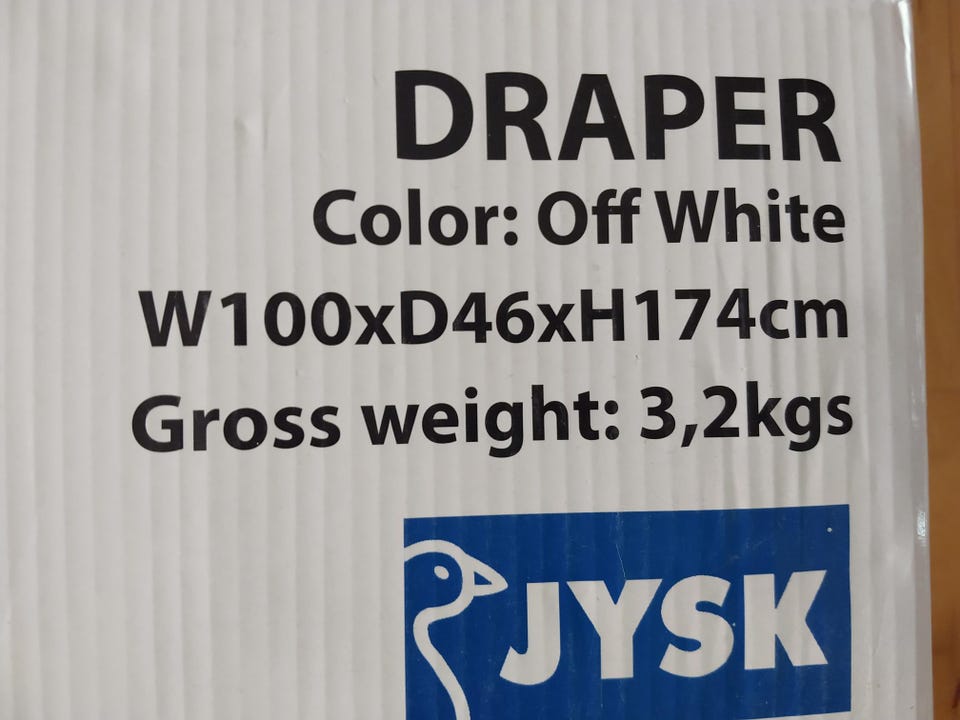 DRAPER
Color: Off White
W100xD46xH174cm
Gross weight: 3,2kgs
JYSK